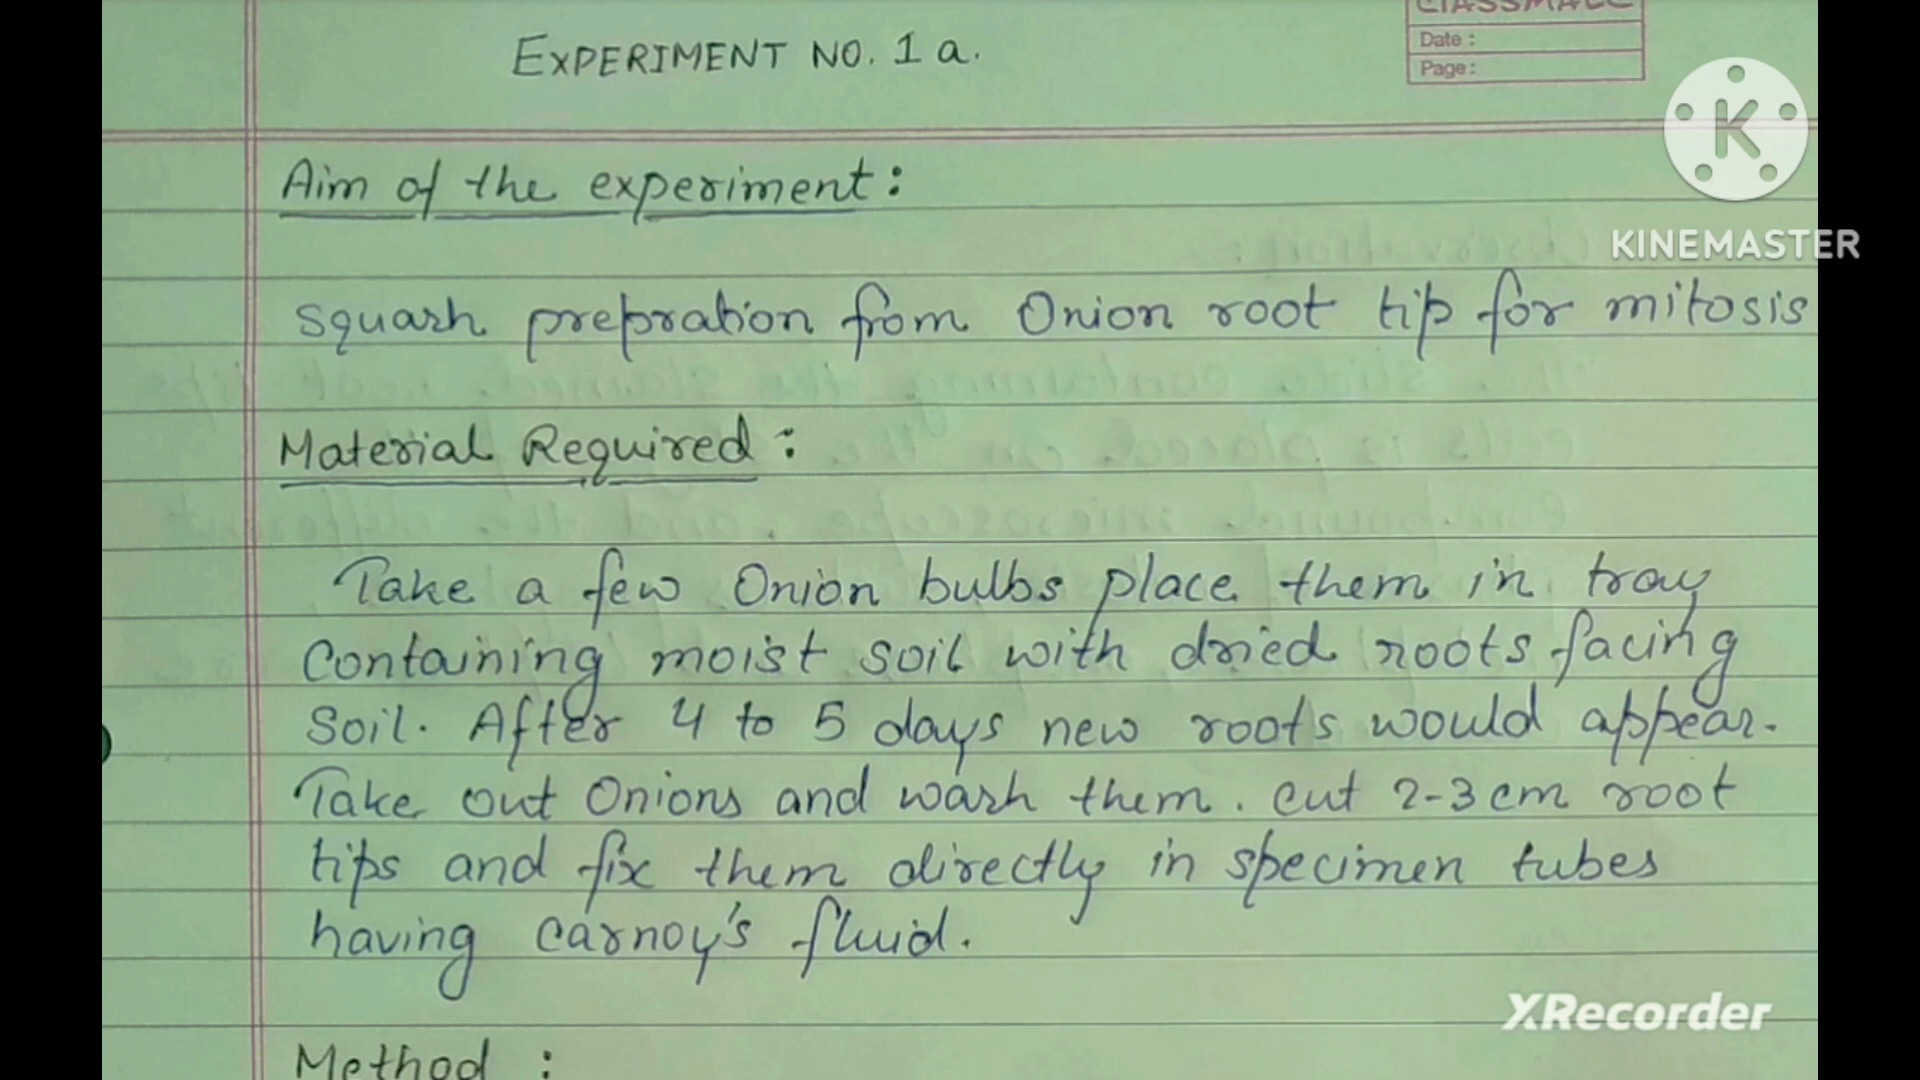 classmate
Date :
Page :
EXPERIMENT NO. 1 a.
Aim of the experiment :
Squash prepration from Onion root tip for mitosis
Material Required :
Take a few Onion bulbs place them in tray
Containing moist soil with dried roots facing
Soil. After 4 to 5 days new roots would appear.
Take out Onions and wash them. cut 2-3 cm root
tips and fix them directly in specimen tubes
having Carnoy's fluid.
Method :
K
KINEMASTER
XRecorder